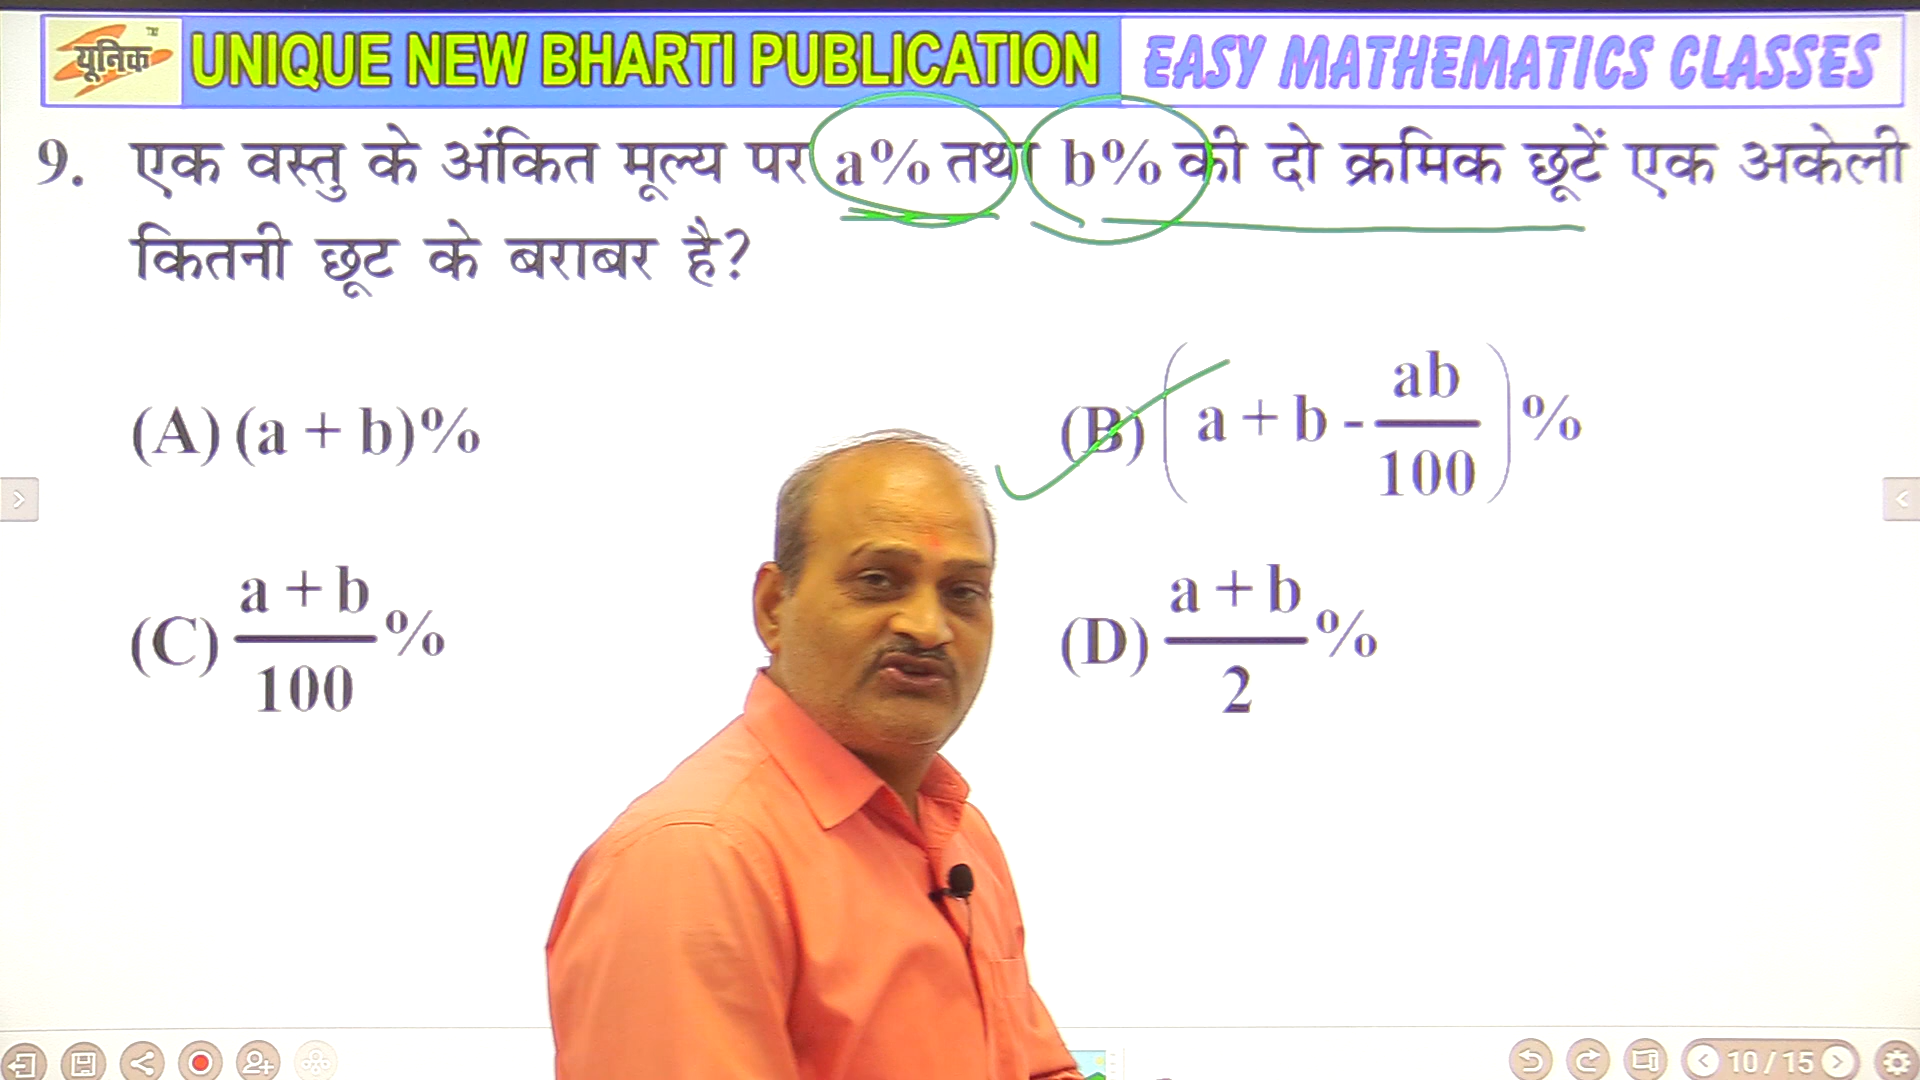 यूनिक TM UNIQUE NEW BHARTI PUBLICATION EASY MATHEMATICS CLASSES
9. एक वस्तु के अंकित मूल्य पर a% तथा b% की दो क्रमिक छूटें एक अकेली
कितनी छूट के बराबर है?
(A) (a + b)% (B) (a + b - ab/100)%
(C) a + b/100 % (D) a + b/2 %
10 / 15